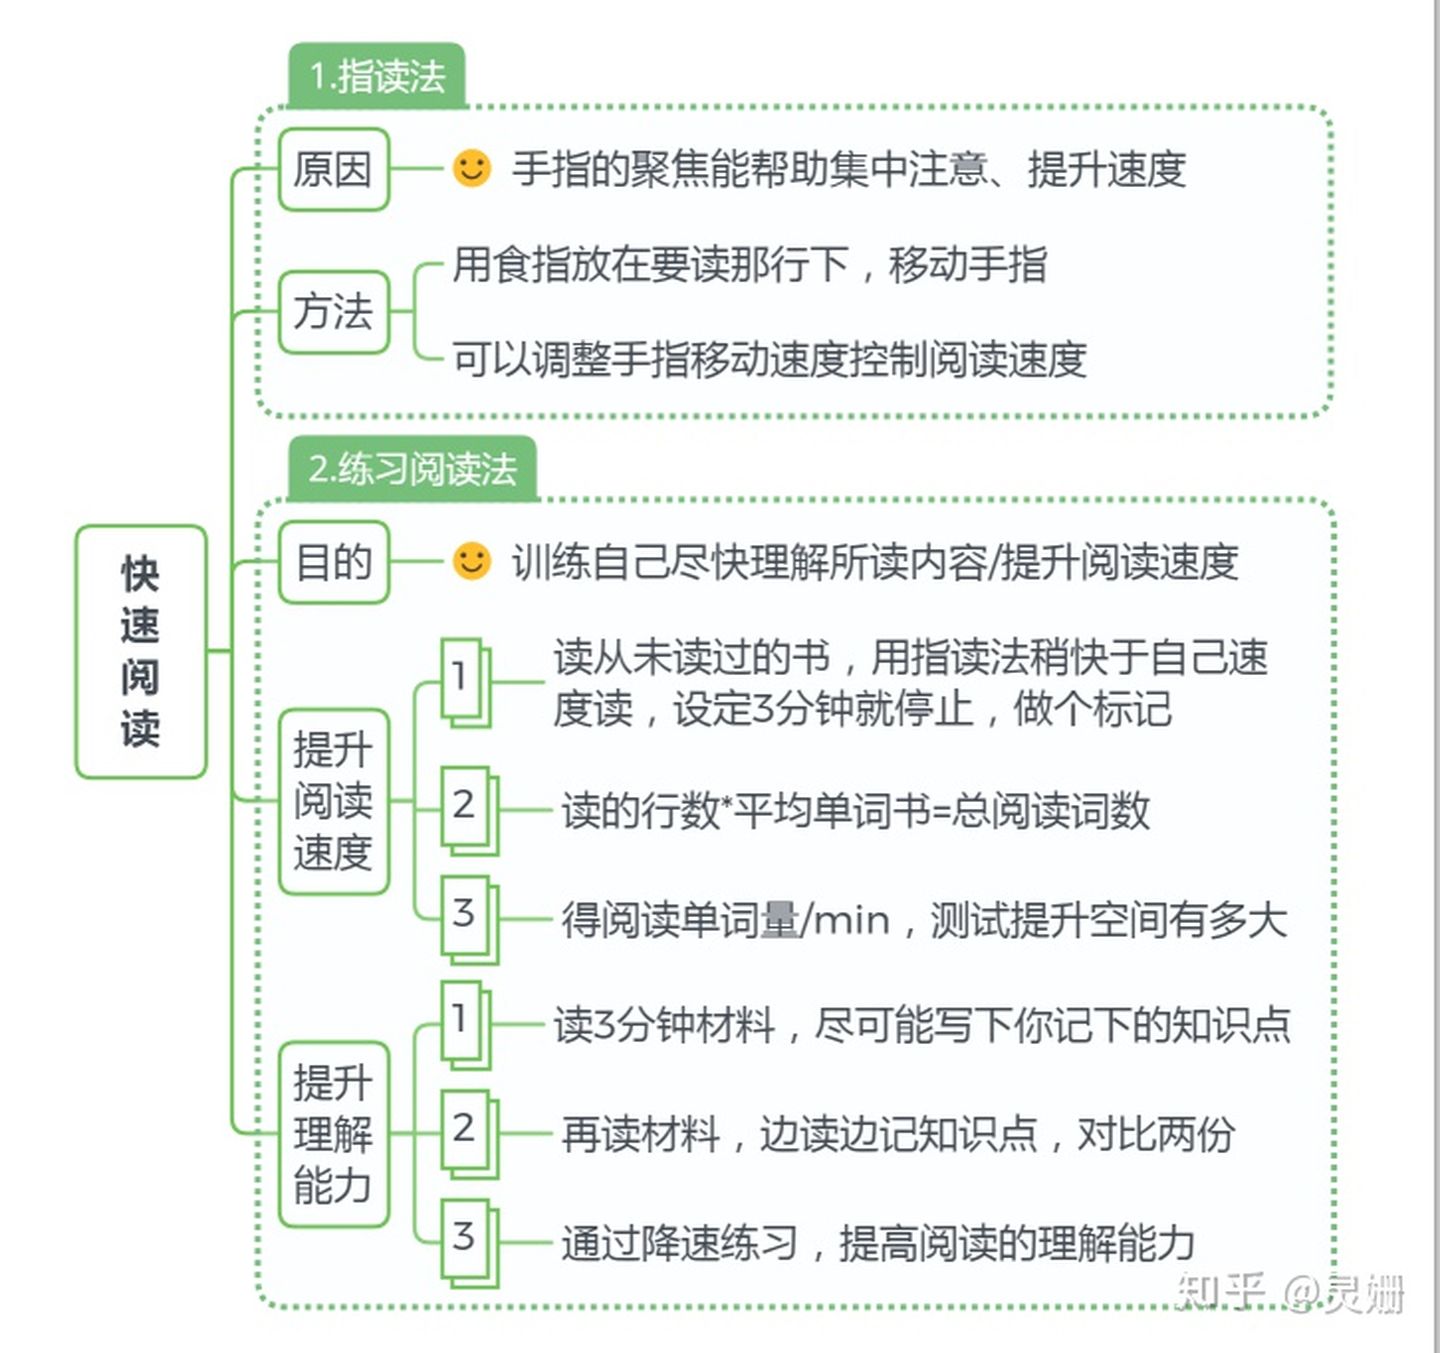 1.指读法
原因
手指的聚焦能帮助集中注意、提升速度
方法
用食指放在要读那行下，移动手指
可以调整手指移动速度控制阅读速度
2.练习阅读法
快
速
阅
读
目的
训练自己尽快理解所读内容/提升阅读速度
提升
阅读
速度
1
读从未读过的书，用指读法稍快于自己速
度读，设定3分钟就停止，做个标记
2
读的行数*平均单词书=总阅读词数
3
得阅读单词量/min，测试提升空间有多大
提升
理解
能力
1
读3分钟材料，尽可能写下你记下的知识点
2
再读材料，边读边记知识点，对比两份
3
通过降速练习，提高阅读的理解能力
知乎 @灵姗